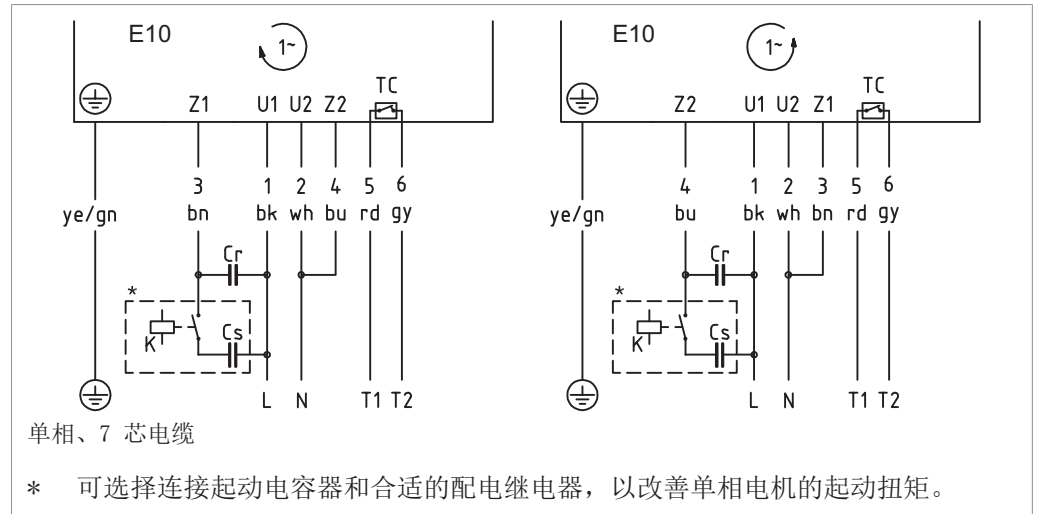 E10 1~ E10 1~
TC TC
Z1 U1 U2 Z2 Z2 U1 U2 Z1
3 1 2 4 5 6 4 1 2 3 5 6
ye/gn bn bk wh bu rd gy ye/gn bu bk wh bn rd gy
Cr Cr
* *
K Cs K Cs
L N T1 T2 L N T1 T2
单相、7 芯电缆
* 可选择连接起动电容器和合适的配电继电器，以改善单相电机的起动扭矩。